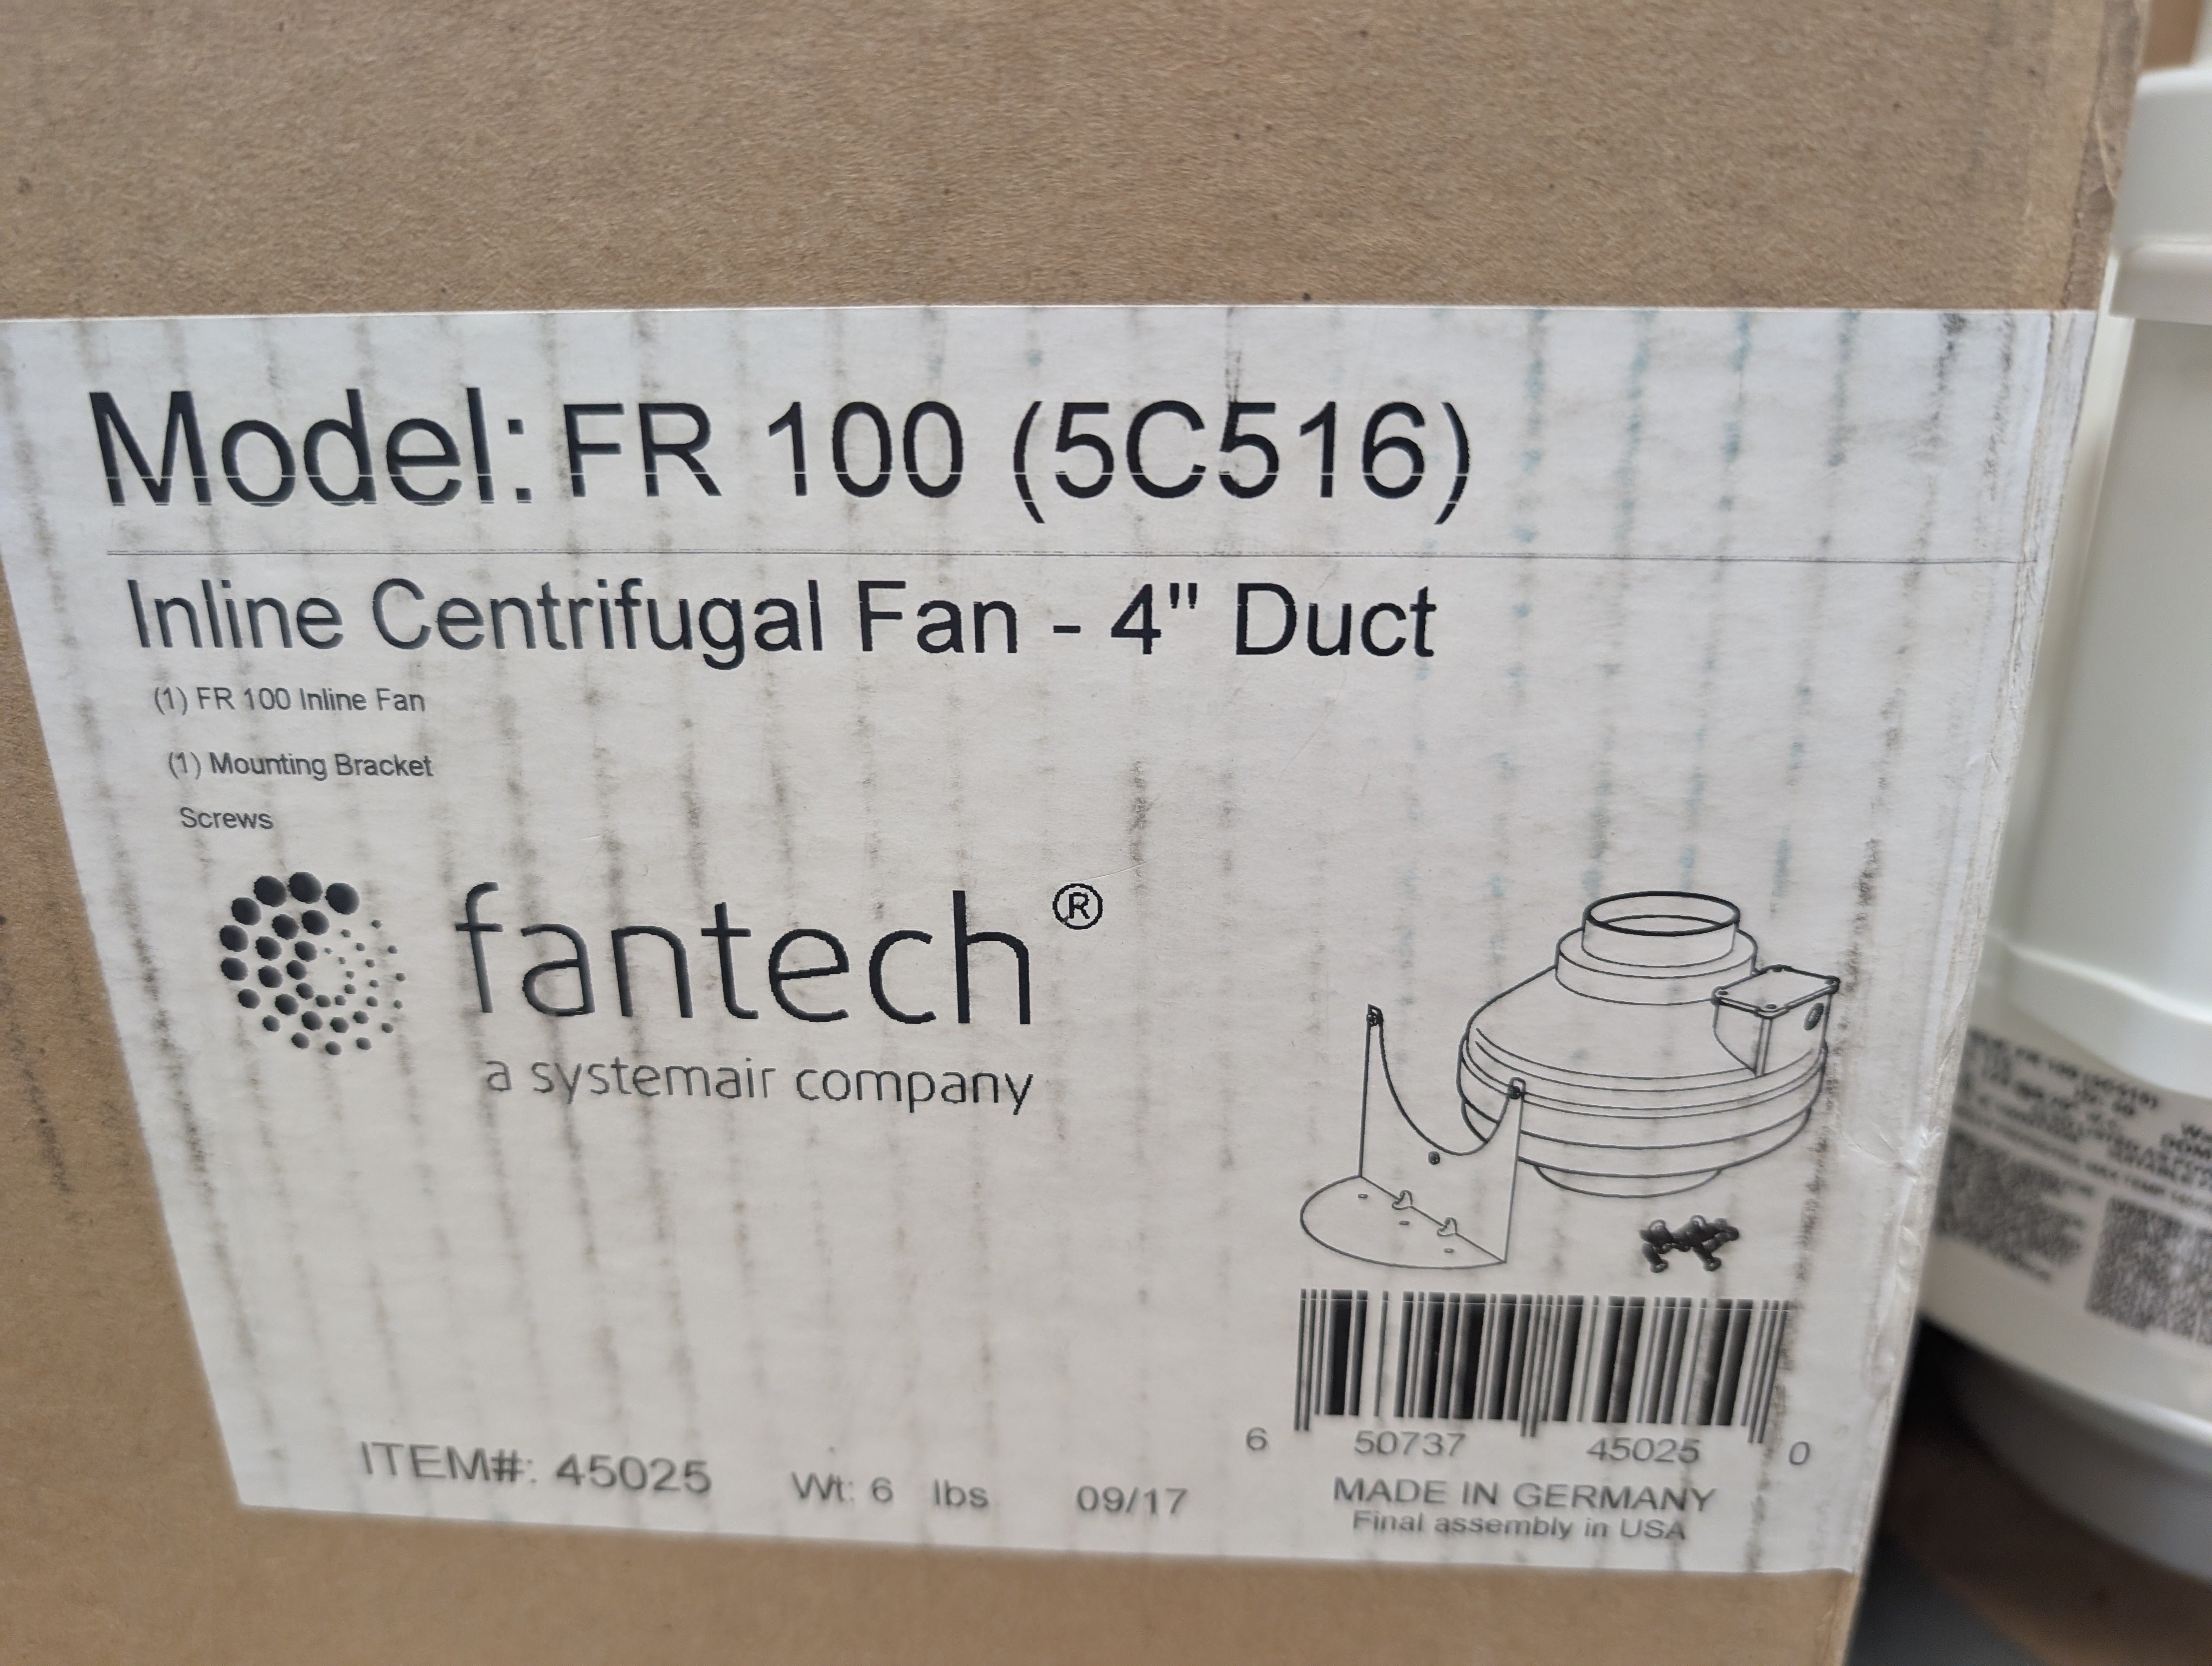 Model: FR 100 (5C516)
Inline Centrifugal Fan - 4" Duct
(1) FR 100 Inline Fan
(1) Mounting Bracket
Screws
fantech®
a systemair company
6 50737 45025 0
ITEM#: 45025 Wt: 6 lbs 09/17
MADE IN GERMANY
Final assembly in USA